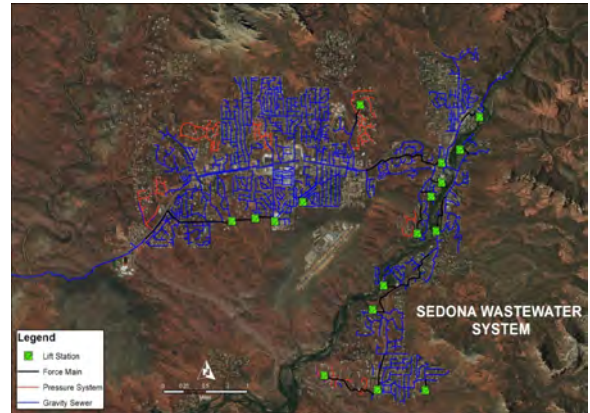 SEDONA WASTEWATER
SYSTEM
Legend
Lift Station
Force Main
Pressure System
Gravity Sewer